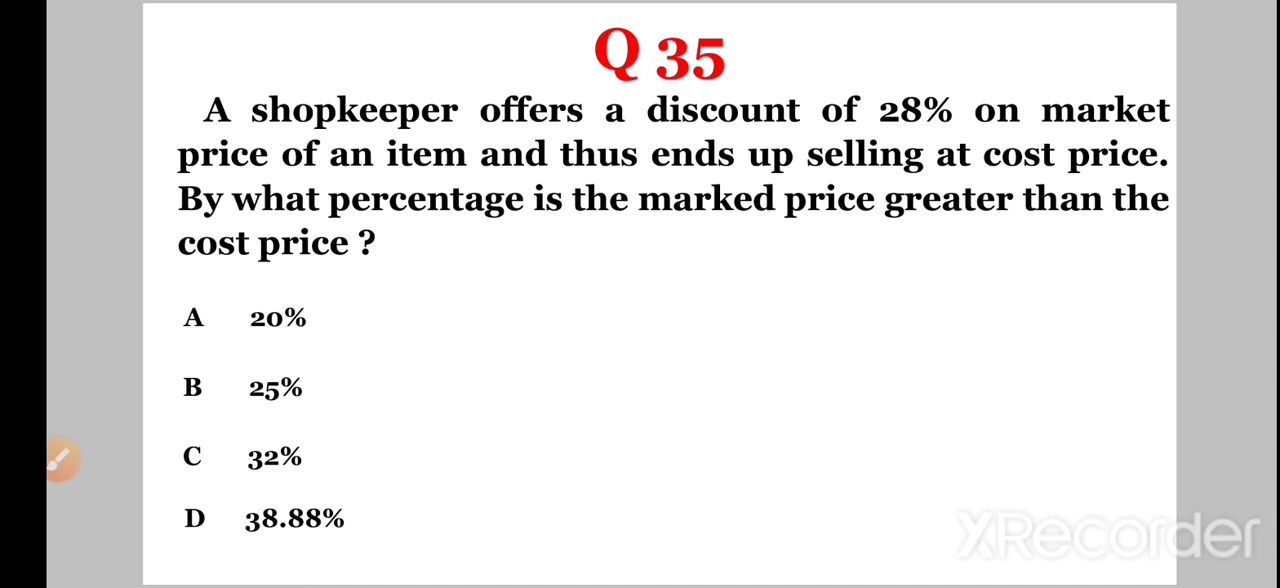 Q 35
A shopkeeper offers a discount of 28% on market
price of an item and thus ends up selling at cost price.
By what percentage is the marked price greater than the
cost price ?
A 20%
B 25%
C 32%
D 38.88%
XRecorder